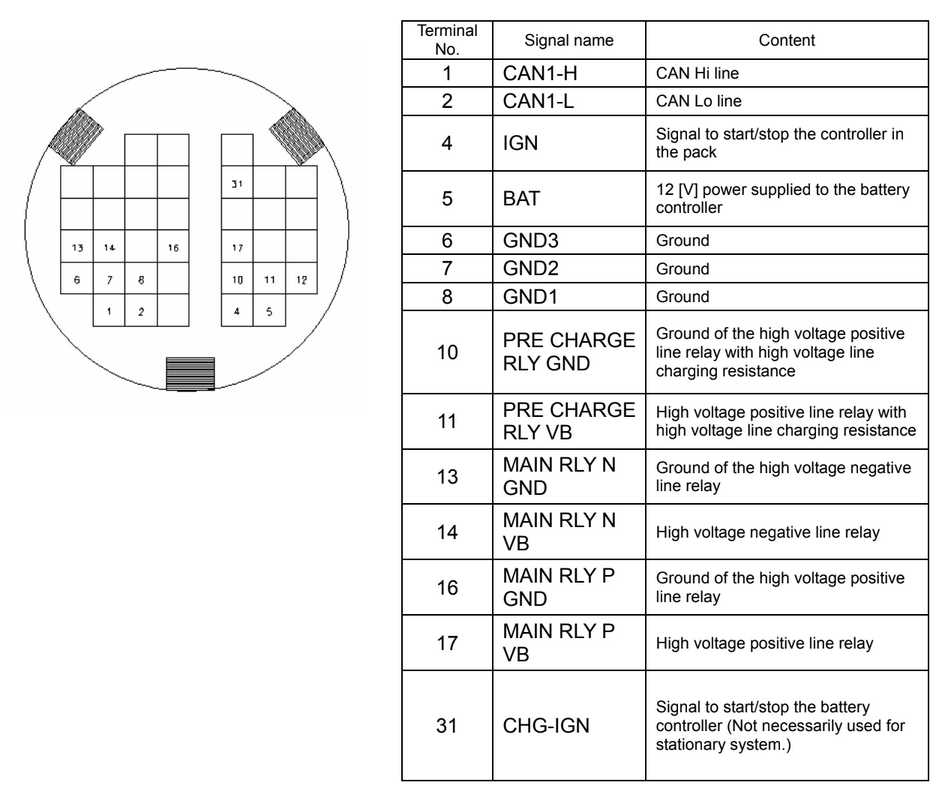 31
13 14 16 17
6 7 8 10 11 12
1 2 4 5
Terminal
No.
Signal name
Content
1
CAN1-H
CAN Hi line
2
CAN1-L
CAN Lo line
4
IGN
Signal to start/stop the controller in
the pack
5
BAT
12 [V] power supplied to the battery
controller
6
GND3
Ground
7
GND2
Ground
8
GND1
Ground
10
PRE CHARGE
RLY GND
Ground of the high voltage positive
line relay with high voltage line
charging resistance
11
PRE CHARGE
RLY VB
High voltage positive line relay with
high voltage line charging resistance
13
MAIN RLY N
GND
Ground of the high voltage negative
line relay
14
MAIN RLY N
VB
High voltage negative line relay
16
MAIN RLY P
GND
Ground of the high voltage positive
line relay
17
MAIN RLY P
VB
High voltage positive line relay
31
CHG-IGN
Signal to start/stop the battery
controller (Not necessarily used for
stationary system.)